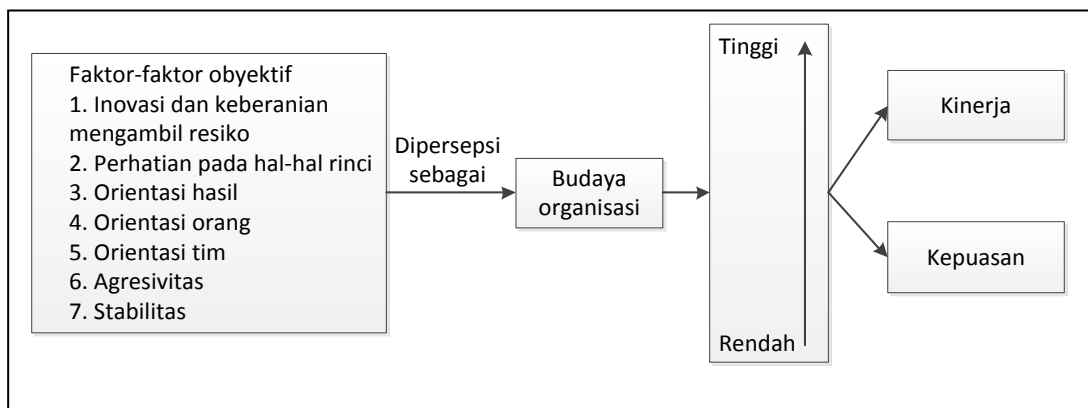 Faktor-faktor obyektif
1. Inovasi dan keberanian
mengambil resiko
2. Perhatian pada hal-hal rinci
3. Orientasi hasil
4. Orientasi orang
5. Orientasi tim
6. Agresivitas
7. Stabilitas
Dipersepsi
sebagai
Budaya
organisasi
Tinggi
Rendah
Kinerja
Kepuasan